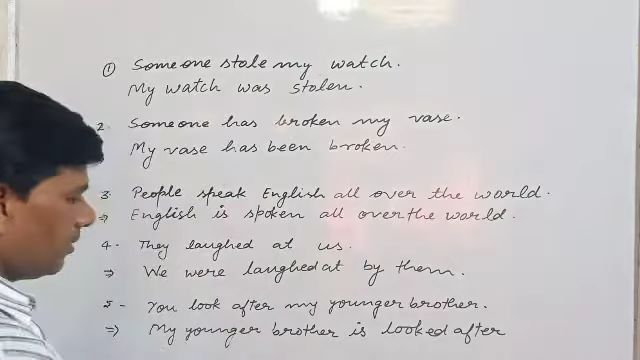 ① Someone stole my watch.
My watch was stolen.
2. Someone has broken my vase.
My vase has been broken.
3. People speak English all over the world.
⇒ English is spoken all over the world.
4. They laughed at us.
⇒ We were laughed at by them.
5- You look after my younger brother.
⇒ My younger brother is looked after